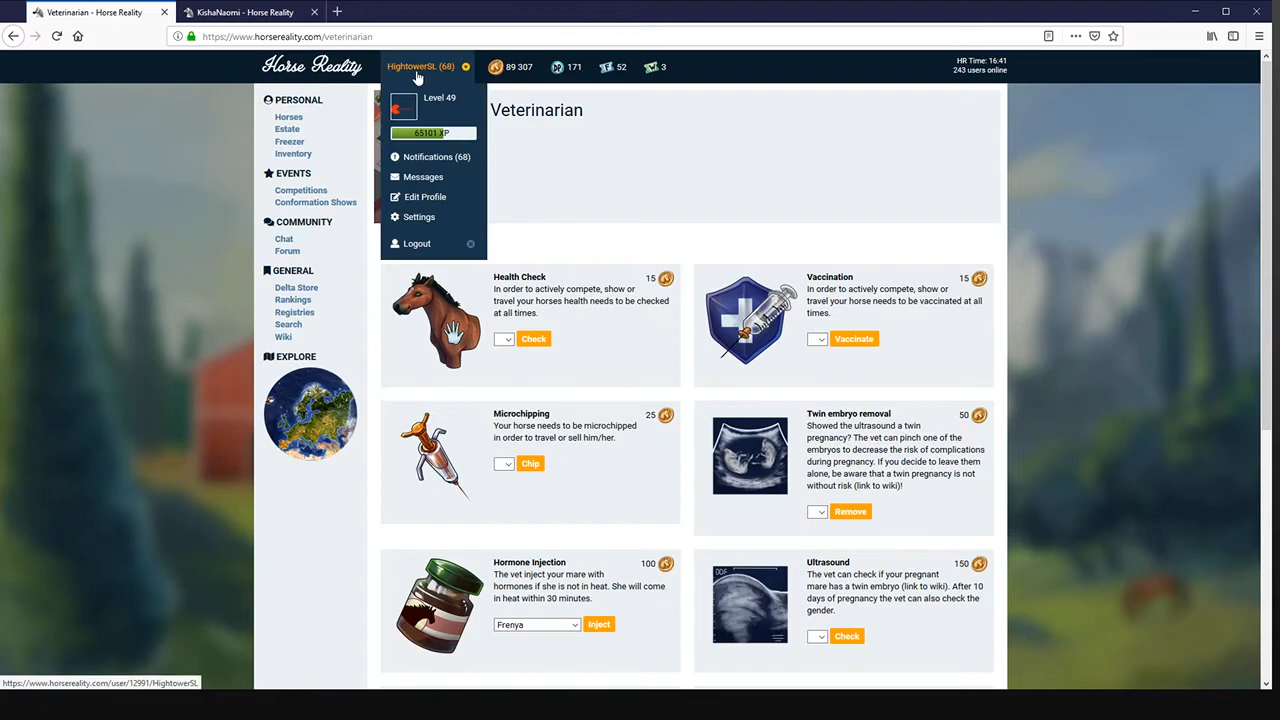 Veterinarian - Horse Reality
KishaNaomi - Horse Reality
https://www.horsereality.com/veterinarian
Horse Reality
HightowerSL (68)
89 307
171
52
3
HR Time: 16:41
243 users online
PERSONAL
Horses
Estate
Freezer
Inventory
EVENTS
Competitions
Conformation Shows
COMMUNITY
Chat
Forum
GENERAL
Delta Store
Rankings
Registries
Search
Wiki
EXPLORE
Level 49
65101 XP
Notifications (68)
Messages
Edit Profile
Settings
Logout
Veterinarian
Health Check
15
In order to actively compete, show or
travel your horses health needs to be checked
at all times.
Check
Vaccination
15
In order to actively compete, show or
travel your horse needs to be vaccinated at all
times.
Vaccinate
Microchipping
25
Your horse needs to be microchipped
in order to travel or sell him/her.
Chip
Twin embryo removal
50
Showed the ultrasound a twin
pregnancy? The vet can pinch one of the
embryos to decrease the risk of complications
during pregnancy. If you decide to leave them
alone, be aware that a twin pregnancy is not
without risk (link to wiki)!
Remove
Hormone Injection
100
The vet inject your mare with
hormones if she is not in heat. She will come
in heat within 30 minutes.
Frenya
Inject
Ultrasound
150
The vet can check if your pregnant
mare has a twin embryo (link to wiki). After 10
days of pregnancy the vet can also check the
gender.
Check
DDF
https://www.horsereality.com/user/12991/HightowerSL